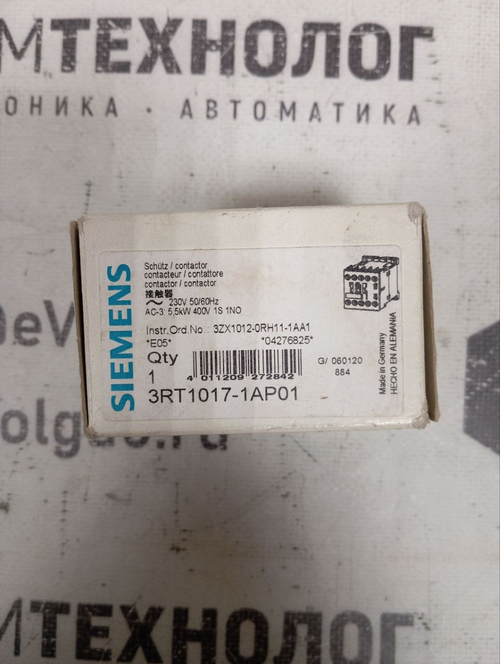 МТЕХНОЛОГ
ОНИКА · АВТОМАТИКА
SIEMENS
Schütz / contactor
contacteur / contattore
contactor / contactor
接触器
~ 230V 50/60Hz
AC-3: 5,5kW 400V 1S 1NO
Instr.Ord.No.: 3ZX1012-0RH11-1AA1
*E05* *04276825*
Qty
1
4 011209 272842
G/ 060120
884
3RT1017-1AP01
Made in Germany
HECHO EN ALEMANIA
DeV
olga
МТЕХНОЛОГ